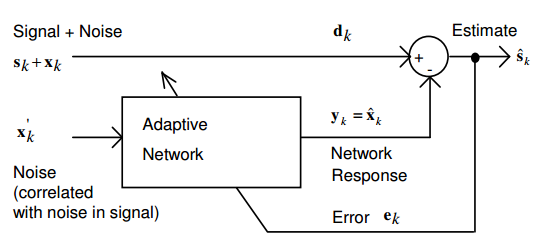 Signal + Noise
d_k
Estimate
s_k + x_k
+
-
ŝ_k
x'_k
Adaptive
Network
y_k = x̂_k
Noise
(correlated
with noise in signal)
Network
Response
Error e_k